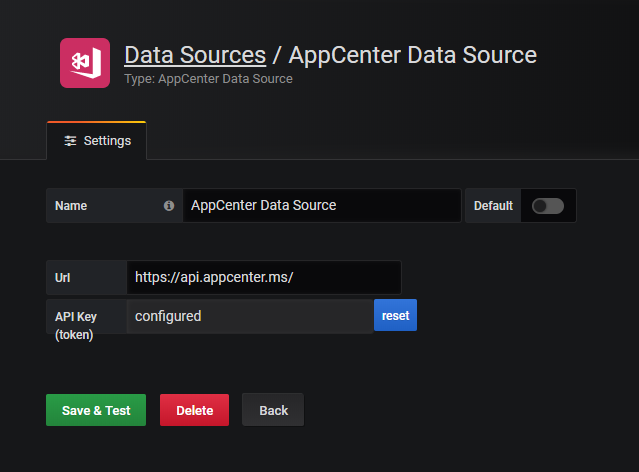 Data Sources / AppCenter Data Source
Type: AppCenter Data Source
Settings
Name AppCenter Data Source Default
Url https://api.appcenter.ms/
API Key configured reset
(token)
Save & Test Delete Back